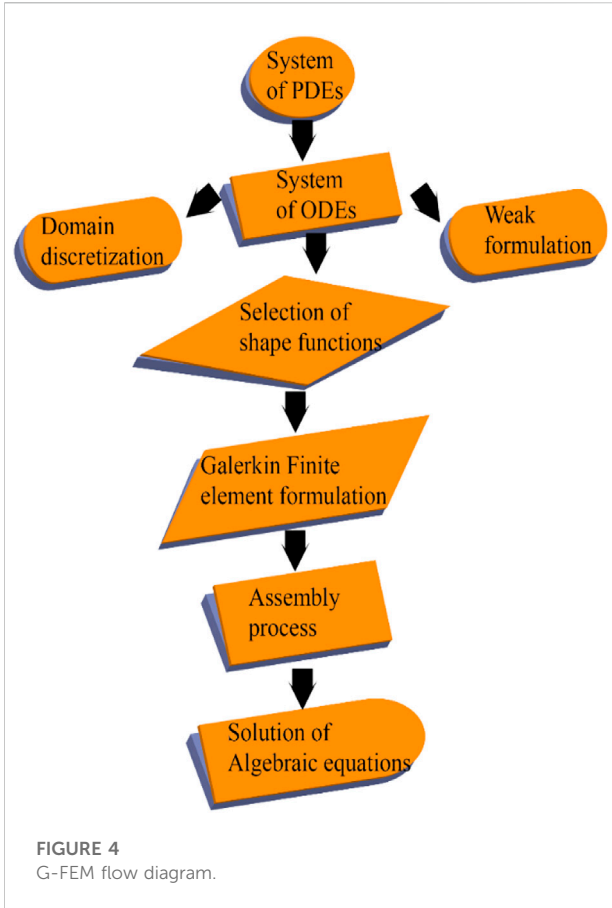 System
of PDEs
System
of ODEs
Domain
discretization
Weak
formulation
Selection of
shape functions
Galerkin Finite
element formulation
Assembly
process
Solution of
Algebraic equations
FIGURE 4
G-FEM flow diagram.